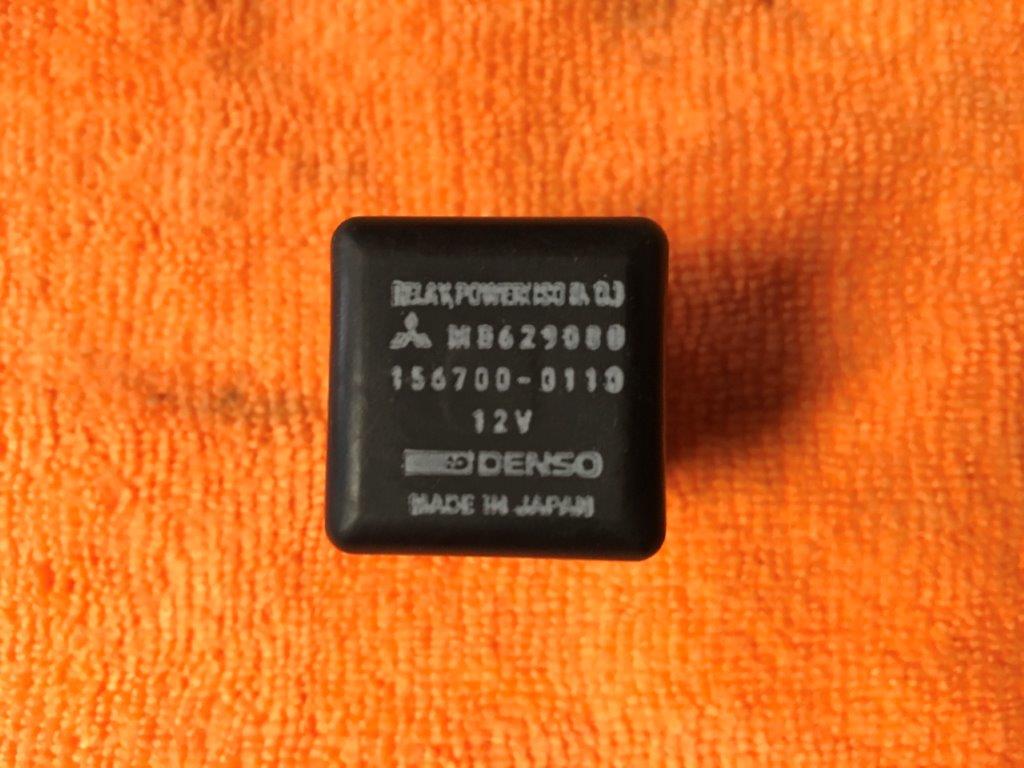 RELAY, POWER
MB629080
156700-0110
12V
DENSO
MADE IN JAPAN